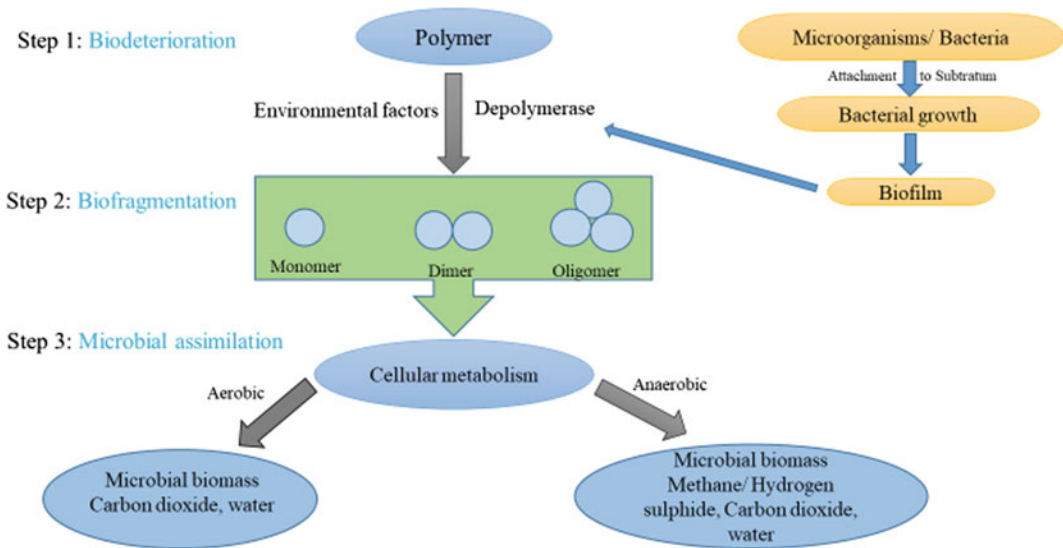 Step 1: Biodeterioration
Polymer
Microorganisms/ Bacteria
Attachment to Subtratum
Bacterial growth
Biofilm
Environmental factors
Depolymerase
Step 2: Biofragmentation
Monomer
Dimer
Oligomer
Step 3: Microbial assimilation
Cellular metabolism
Aerobic
Anaerobic
Microbial biomass
Carbon dioxide, water
Microbial biomass
Methane/ Hydrogen
sulphide, Carbon dioxide,
water